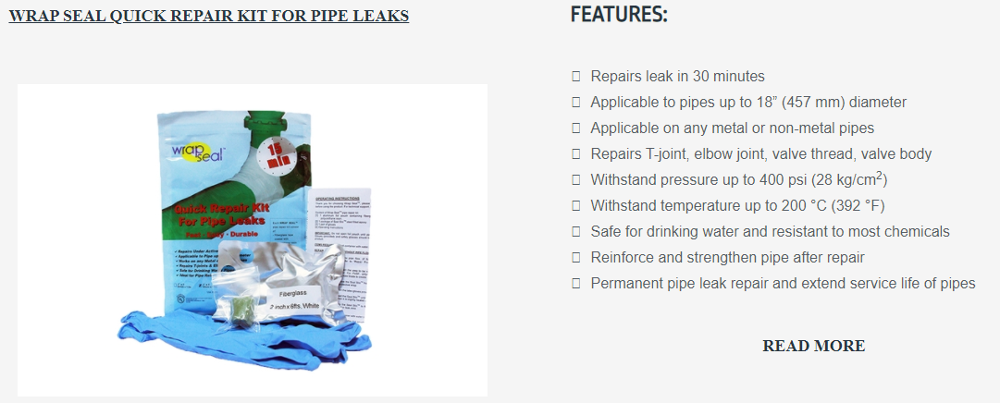 WRAP SEAL QUICK REPAIR KIT FOR PIPE LEAKS
wrap
seal™
15
min
Quick Repair Kit
For Pipe Leaks
Fast · Easy · Durable
OPERATING INSTRUCTIONS
Fiberglass
2 inch x 6fts, White
FEATURES:
Repairs leak in 30 minutes
Applicable to pipes up to 18” (457 mm) diameter
Applicable on any metal or non-metal pipes
Repairs T-joint, elbow joint, valve thread, valve body
Withstand pressure up to 400 psi (28 kg/cm²)
Withstand temperature up to 200 °C (392 °F)
Safe for drinking water and resistant to most chemicals
Reinforce and strengthen pipe after repair
Permanent pipe leak repair and extend service life of pipes
READ MORE